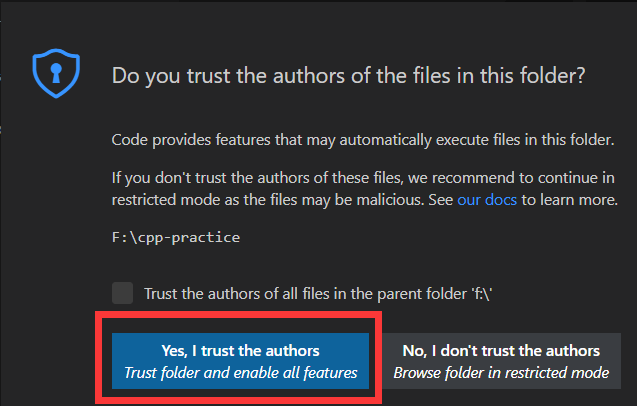 Do you trust the authors of the files in this folder?
Code provides features that may automatically execute files in this folder.
If you don't trust the authors of these files, we recommend to continue in
restricted mode as the files may be malicious. See our docs to learn more.
F:\cpp-practice
Trust the authors of all files in the parent folder 'f:\'
Yes, I trust the authors
Trust folder and enable all features
No, I don't trust the authors
Browse folder in restricted mode